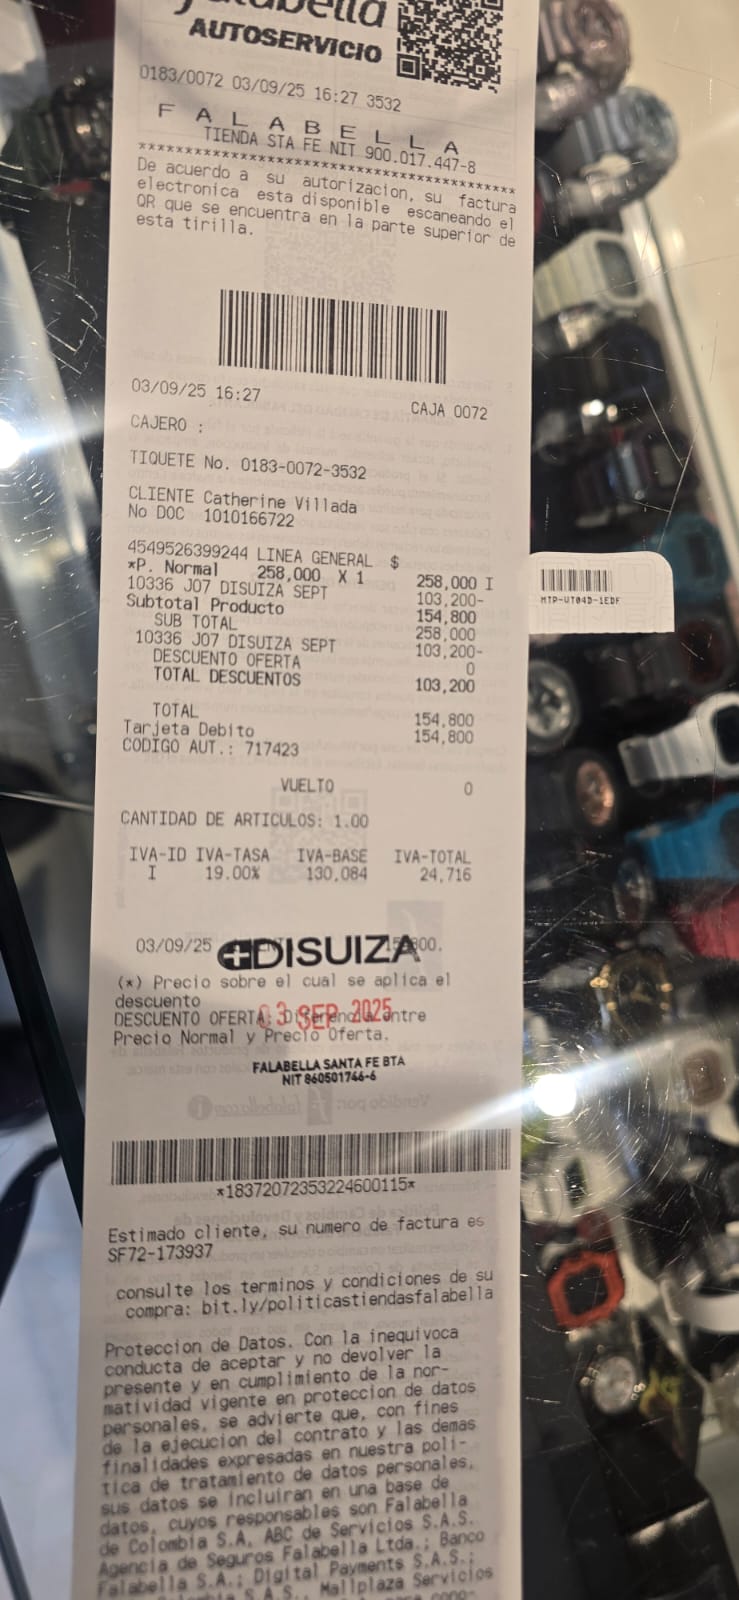 falabella
AUTOSERVICIO
0183/0072 03/09/25 16:27 3532
F A L A B E L L A
TIENDA STA FE NIT 900.017.447-8
****************************************
De acuerdo a su autorizacion, su factura
electronica esta disponible escaneando el
QR que se encuentra en la parte superior de
esta tirilla.
03/09/25 16:27 CAJA 0072
CAJERO :
TIQUETE No. 0183-0072-3532
CLIENTE Catherine Villada
No DOC 1010166722
4549526399244 LINEA GENERAL $
*P. Normal 258,000 X 1 258,000 I
10336 J07 DISUIZA SEPT 103,200-
Subtotal Producto 154,800
SUB TOTAL 258,000
10336 J07 DISUIZA SEPT 103,200-
DESCUENTO OFERTA 0
TOTAL DESCUENTOS 103,200
TOTAL 154,800
Tarjeta Debito 154,800
CODIGO AUT.: 717423
VUELTO 0
CANTIDAD DE ARTICULOS: 1.00
IVA-ID IVA-TASA IVA-BASE IVA-TOTAL
I 19.00% 130,084 24,716
03/09/25
DISUIZA
(*) Precio sobre el cual se aplica el
descuento
DESCUENTO OFERTA: Diferencia entre
03 SEP 2025
Precio Normal y Precio Oferta.
FALABELLA SANTA FE BTA
NIT 860501746-6
*18372072353224600115*
Estimado cliente, su numero de factura es
SF72-173937
consulte los terminos y condiciones de su
compra: bit.ly/politicastiendasfalabella
Proteccion de Datos. Con la inequivoca
conducta de aceptar y no devolver la
presente y en cumplimiento de la nor-
matividad vigente en proteccion de datos
personales, se advierte que, con fines
de la ejecucion del contrato y las demas
finalidades expresadas en nuestra poli-
tica de tratamiento de datos personales,
sus datos se incluiran en una base de
datos, cuyos responsables son Falabella
de Colombia S.A, ABC de Servicios S.A.S.
Agencia de Seguros Falabella Ltda.; Banco
Falabella S.A.; Digital Payments S.A.S.;
S.A.S., Mallplaza Servicios
MTP-VT04D-1EDF